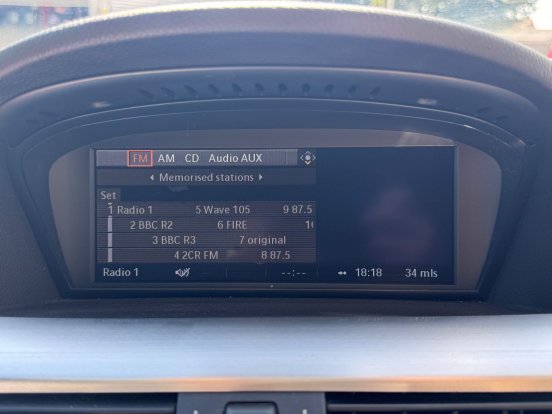 FM AM CD Audio AUX
Memorised stations
Set
1 Radio 1 5 Wave 105 9 87.5
2 BBC R2 6 FIRE
3 BBC R3 7 original
4 2CR FM 8 87.5
Radio 1 --:-- 18:18 34 mls